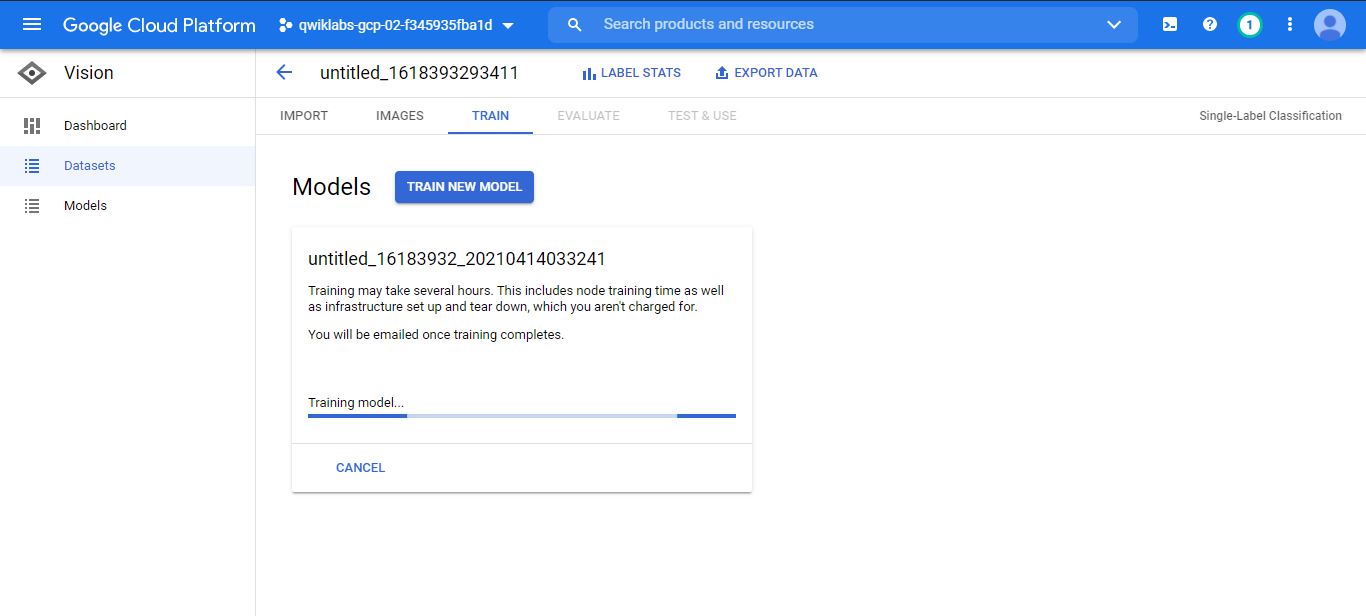 Google Cloud Platform
qwiklabs-gcp-02-f345935fba1d
Search products and resources
1
Vision
untitled_1618393293411
LABEL STATS
EXPORT DATA
Dashboard
Datasets
Models
IMPORT
IMAGES
TRAIN
EVALUATE
TEST & USE
Single-Label Classification
Models
TRAIN NEW MODEL
untitled_16183932_20210414033241
Training may take several hours. This includes node training time as well
as infrastructure set up and tear down, which you aren't charged for.
You will be emailed once training completes.
Training model...
CANCEL